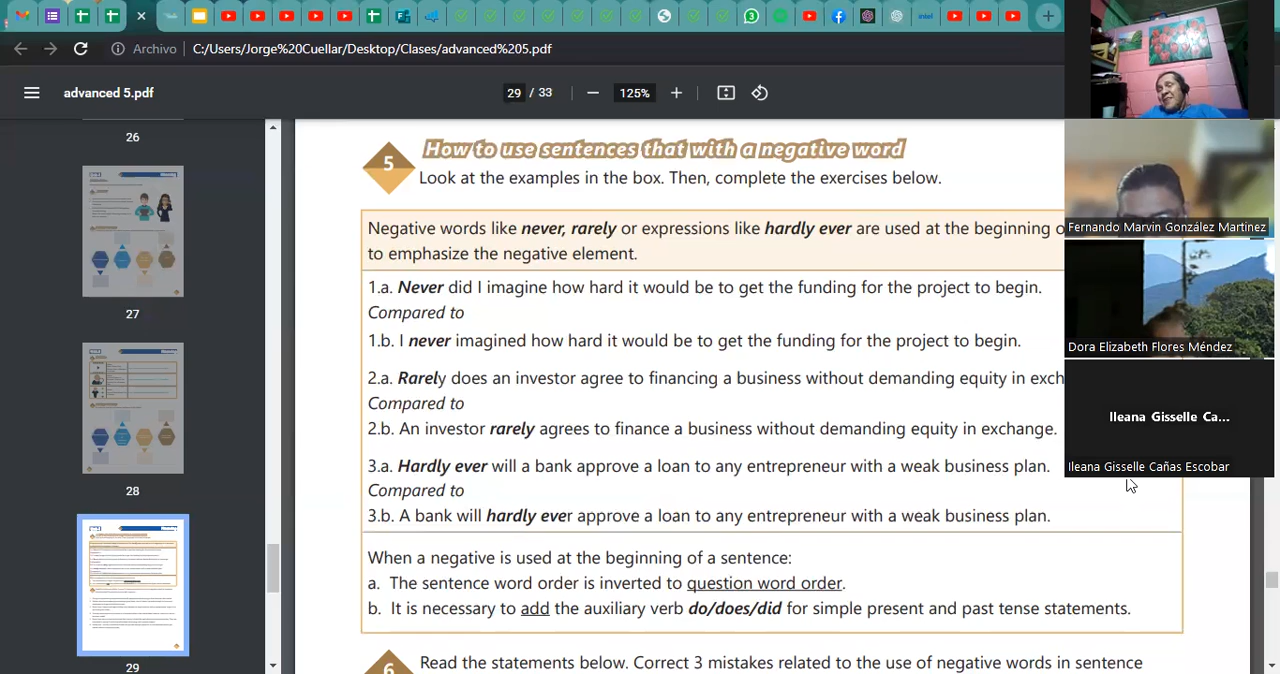 3
intel
Archivo
C:/Users/Jorge%20Cuellar/Desktop/Clases/advanced%205.pdf
advanced 5.pdf
29 / 33
125%
26
27
28
29
5
How to use sentences that with a negative word
Look at the examples in the box. Then, complete the exercises below.
Negative words like never, rarely or expressions like hardly ever are used at the beginning
to emphasize the negative element.
1.a. Never did I imagine how hard it would be to get the funding for the project to begin.
Compared to
1.b. I never imagined how hard it would be to get the funding for the project to begin.
2.a. Rarely does an investor agree to financing a business without demanding equity in exch
Compared to
2.b. An investor rarely agrees to finance a business without demanding equity in exchange.
3.a. Hardly ever will a bank approve a loan to any entrepreneur with a weak business plan.
Compared to
3.b. A bank will hardly ever approve a loan to any entrepreneur with a weak business plan.
When a negative is used at the beginning of a sentence:
a. The sentence word order is inverted to question word order.
b. It is necessary to add the auxiliary verb do/does/did for simple present and past tense statements.
6
Read the statements below. Correct 3 mistakes related to the use of negative words in sentence
Fernando Marvin González Martínez
Dora Elizabeth Flores Méndez
Ileana Gisselle Ca...
Ileana Gisselle Cañas Escobar